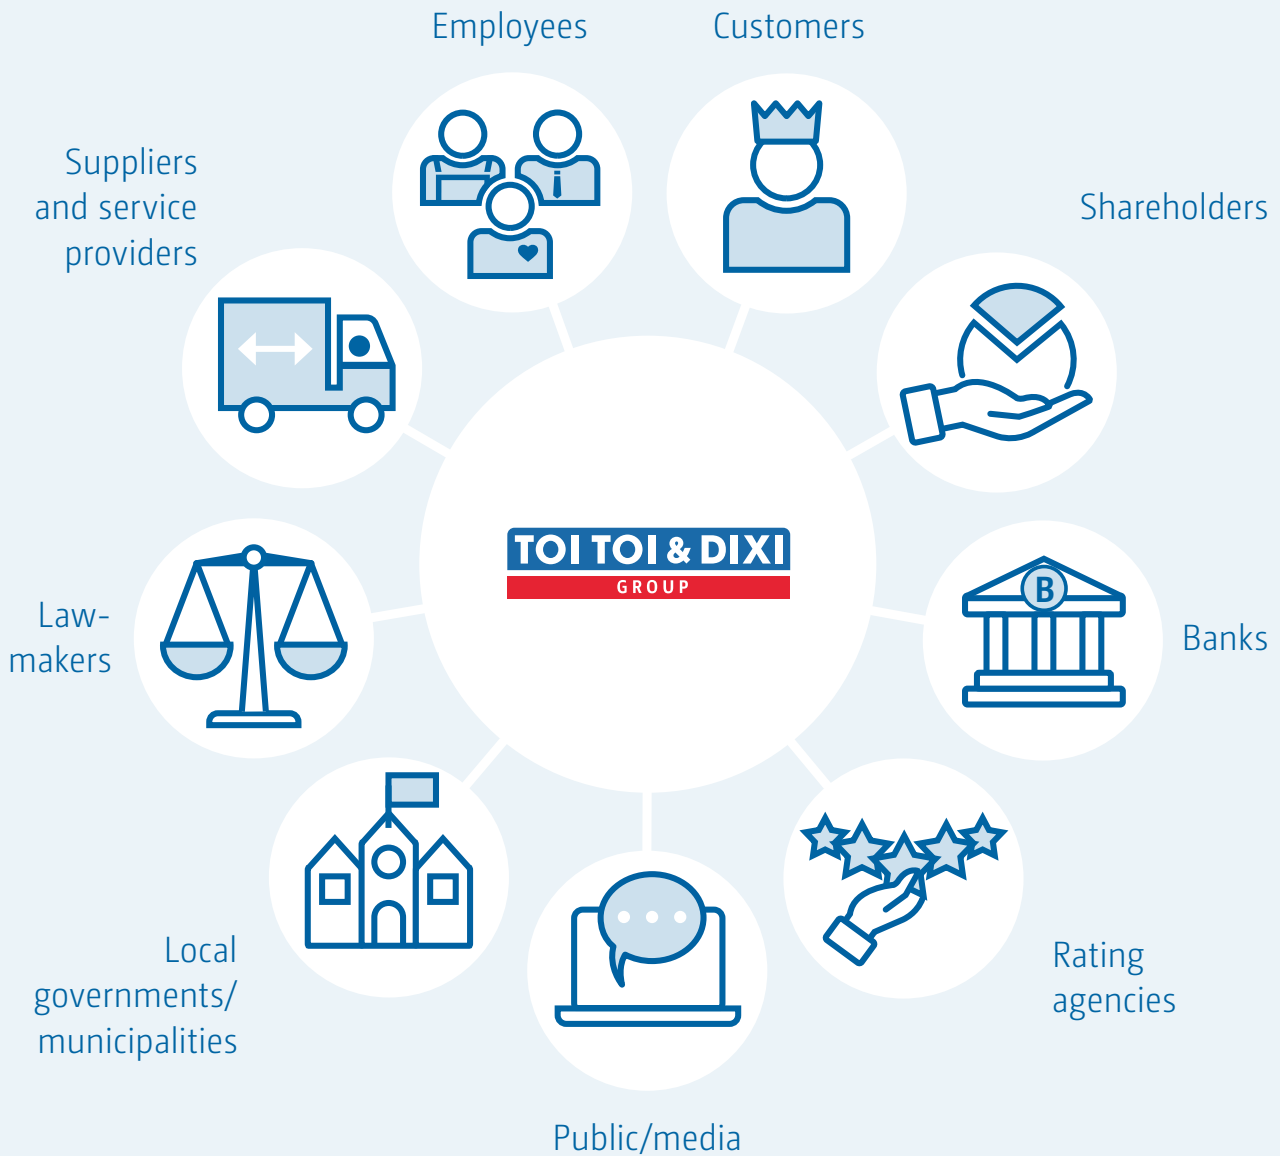 Employees
Customers
Suppliers
and service
providers
Shareholders
TOI TOI & DIXI
GROUP
B
Law-
makers
Banks
Local
governments/
municipalities
Rating
agencies
Public/media